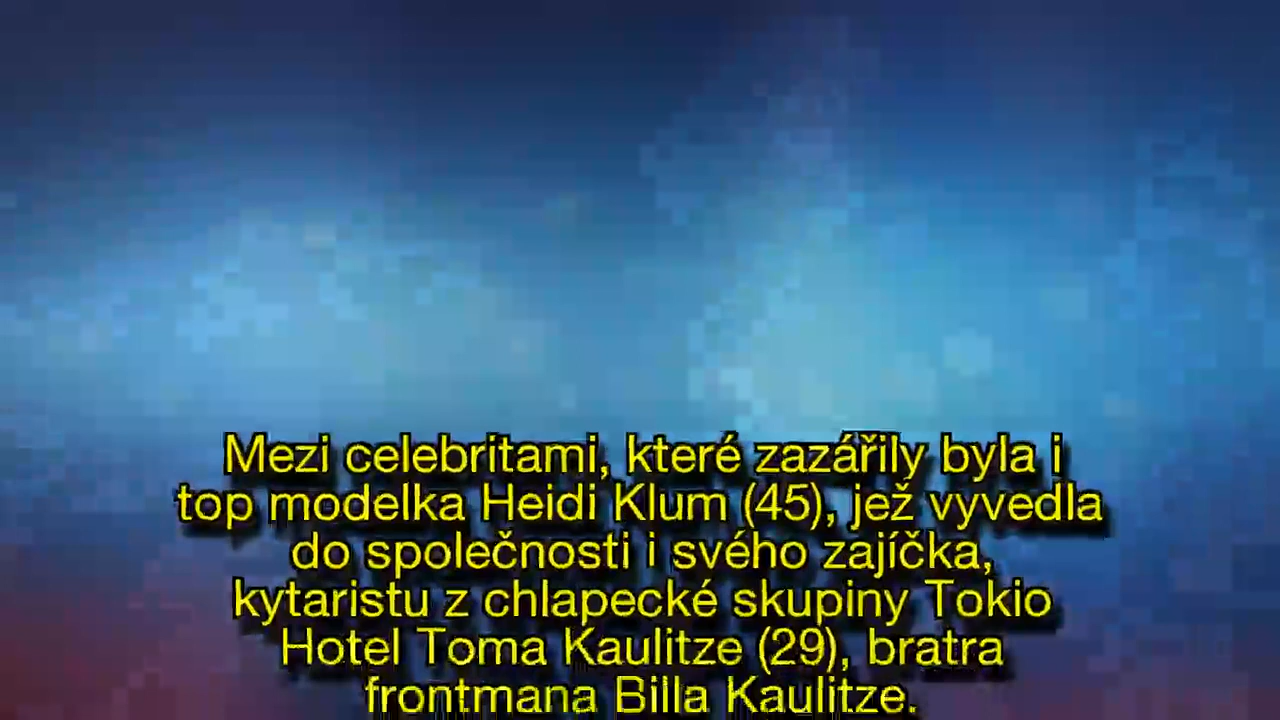 Mezi celebritami, které zazářily byla i
top modelka Heidi Klum (45), jež vyvedla
do společnosti i svého zajíčka,
kytaristu z chlapecké skupiny Tokio
Hotel Toma Kaulitze (29), bratra
frontmana Billa Kaulitze.